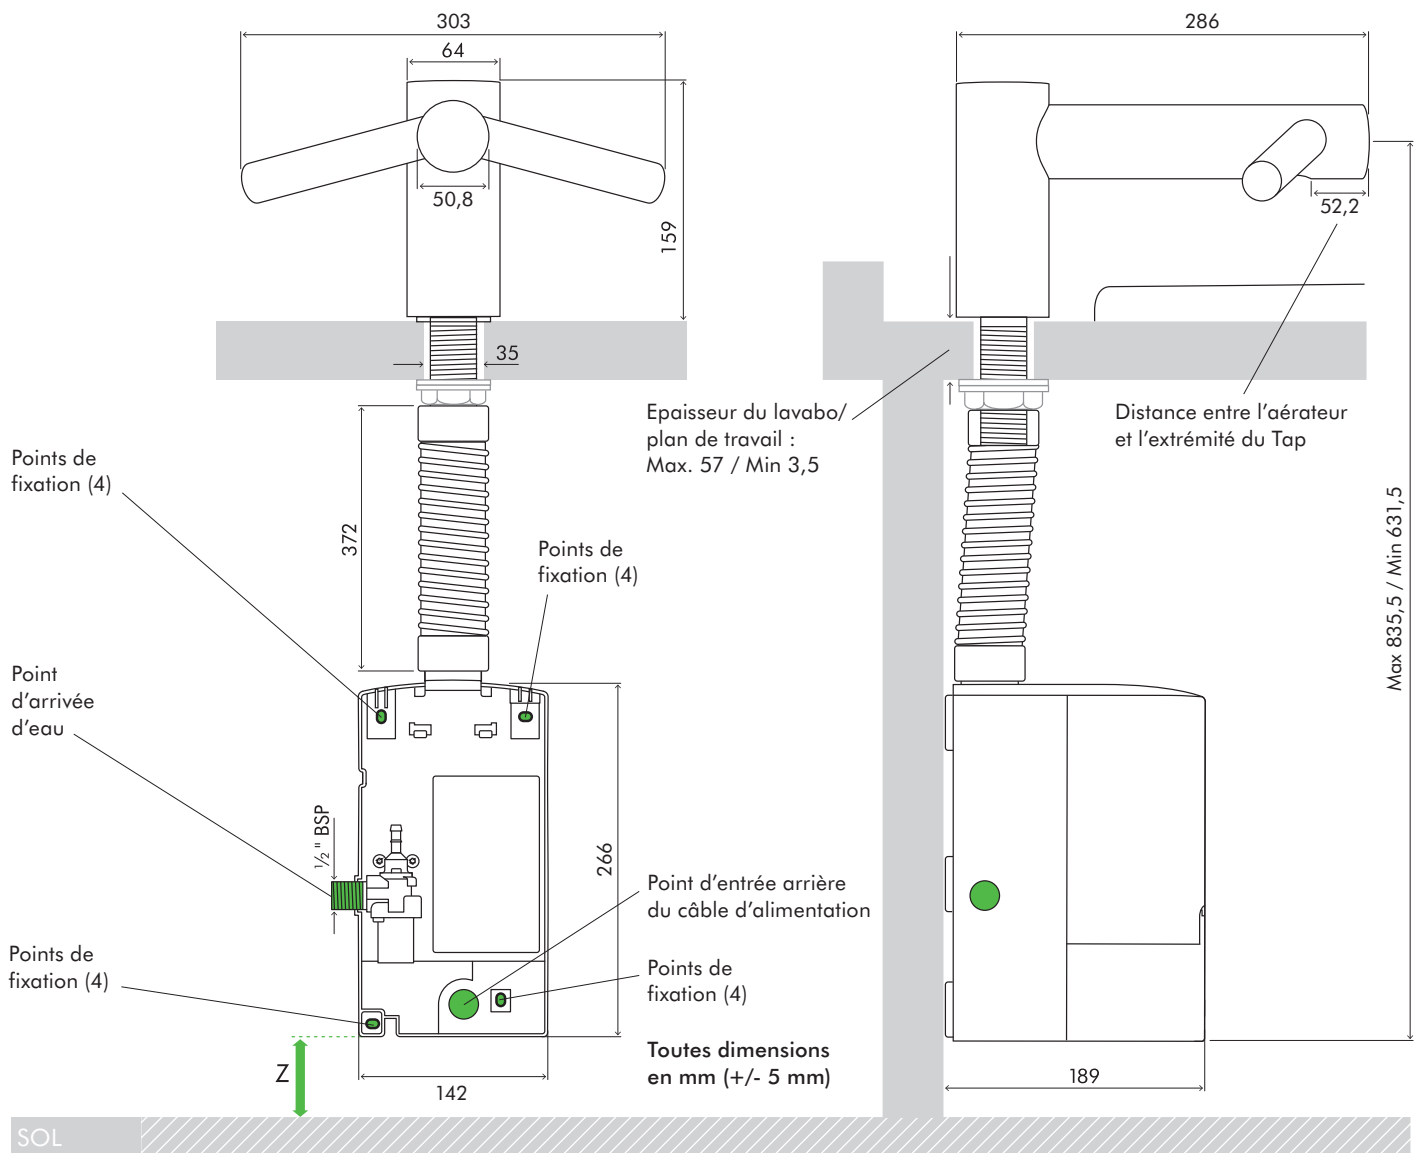 303
286
64
50,8
52,2
159
35
Epaisseur du lavabo/
plan de travail :
Max. 57 / Min 3,5
Distance entre l'aérateur
et l'extrémité du Tap
Points de
fixation (4)
372
Points de
fixation (4)
Max 835,5 / Min 631,5
Point
d'arrivée
d'eau
½" BSP
266
Point d'entrée arrière
du câble d'alimentation
Points de
fixation (4)
Points de
fixation (4)
Toutes dimensions
en mm (+/- 5 mm)
Z
142
189
SOL